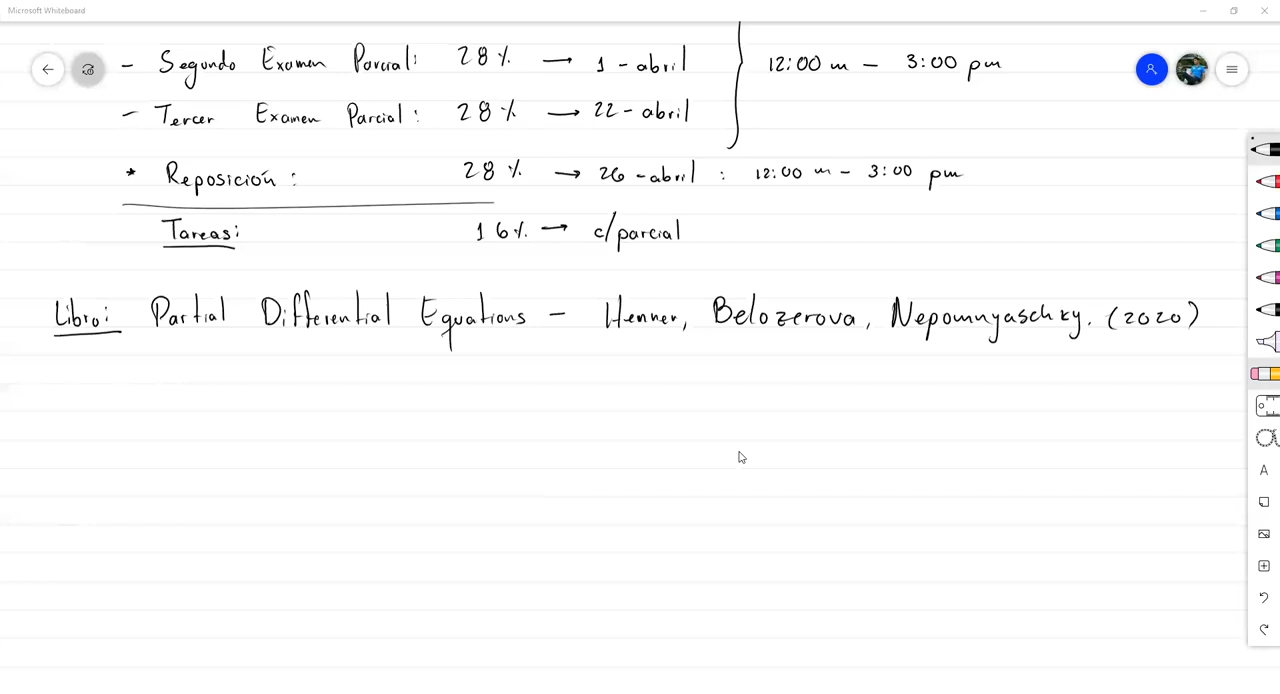 Microsoft Whiteboard
- Segundo Examen Parcial: 28% → 1-abril 12:00 m - 3:00 pm
- Tercer Examen Parcial: 28% → 22-abril
* Reposición: 28% → 26-abril : 12:00 m - 3:00 pm
Tareas: 16% → c/parcial
Libro: Partial Differential Equations - Henner, Belozerova, Nepomnyaschky. (2020)
A